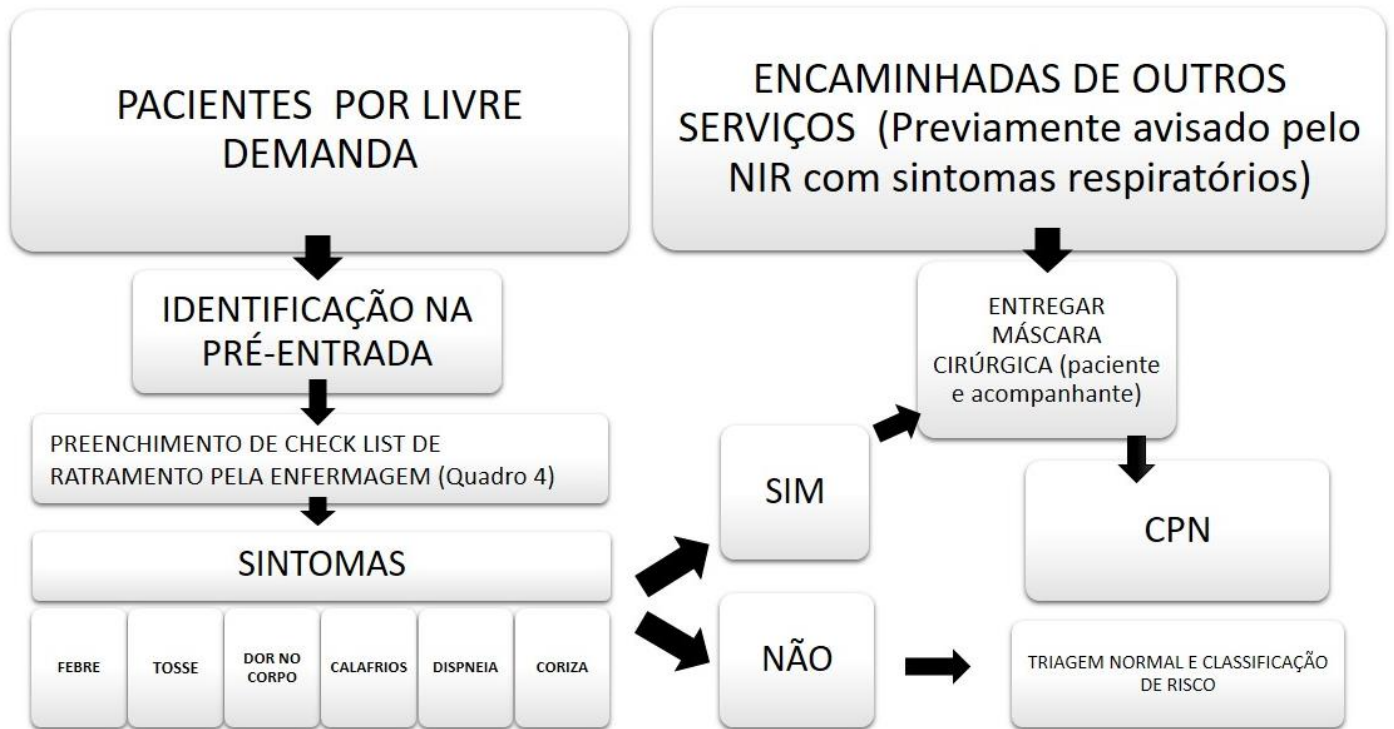 PACIENTES POR LIVRE
DEMANDA
ENCAMINHADAS DE OUTROS
SERVIÇOS (Previamente avisado pelo
NIR com sintomas respiratórios)
IDENTIFICAÇÃO NA
PRÉ-ENTRADA
ENTREGAR
MÁSCARA
CIRÚRGICA (paciente
e acompanhante)
PREENCHIMENTO DE CHECK LIST DE
RATRAMENTO PELA ENFERMAGEM (Quadro 4)
SIM
CPN
SINTOMAS
FEBRE
TOSSE
DOR NO
CORPO
CALAFRIOS
DISPNEIA
CORIZA
NÃO
TRIAGEM NORMAL E CLASSIFICAÇÃO
DE RISCO